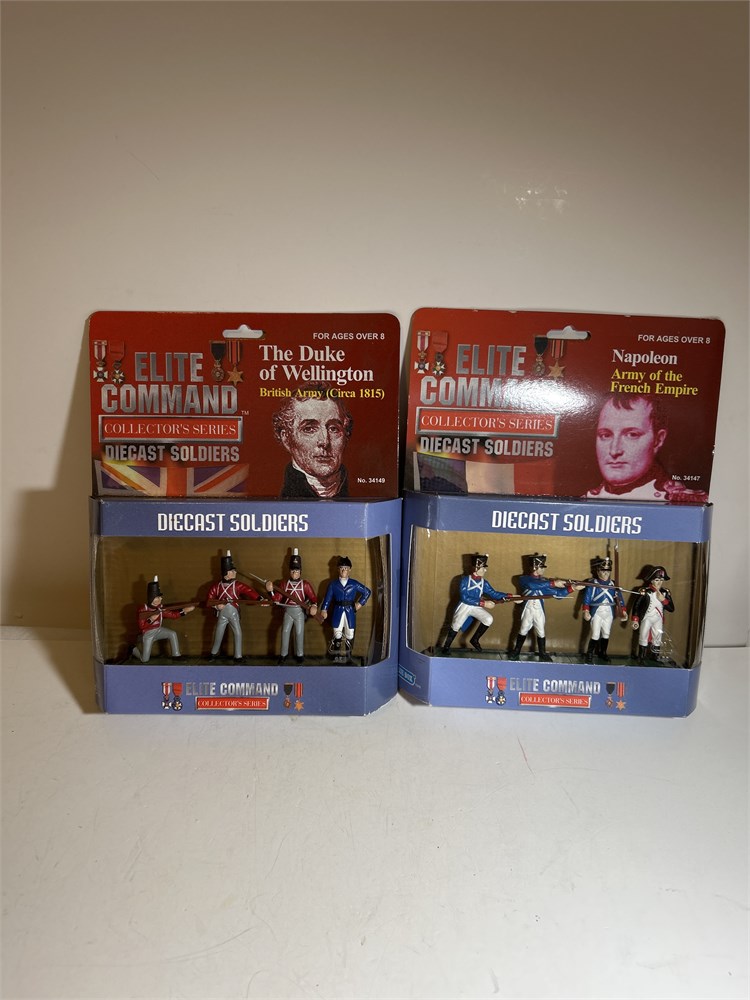 FOR AGES OVER 8
ELITE
COMMAND™
COLLECTOR'S SERIES
DIECAST SOLDIERS
The Duke
of Wellington
British Army (Circa 1815)
No. 34149
DIECAST SOLDIERS
ELITE COMMAND
COLLECTOR'S SERIES
FOR AGES OVER 8
ELITE
COMMAND
COLLECTOR'S SERIES
DIECAST SOLDIERS
Napoleon
Army of the
French Empire
No. 34147
DIECAST SOLDIERS
ELITE COMMAND
COLLECTOR'S SERIES